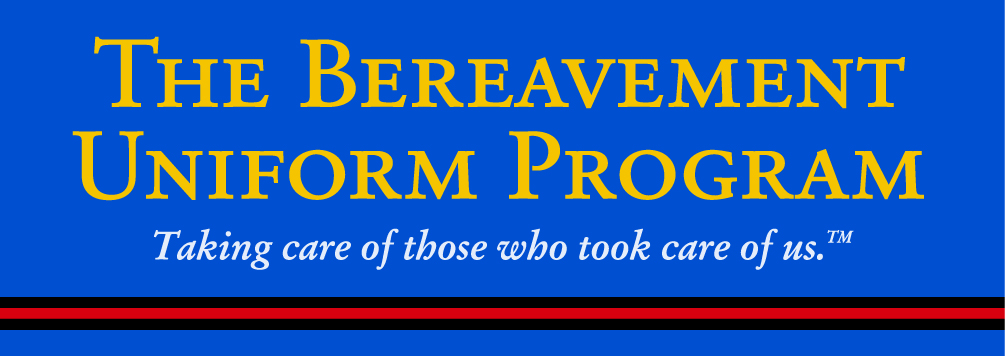 The Bereavement
Uniform Program
Taking care of those who took care of us.™